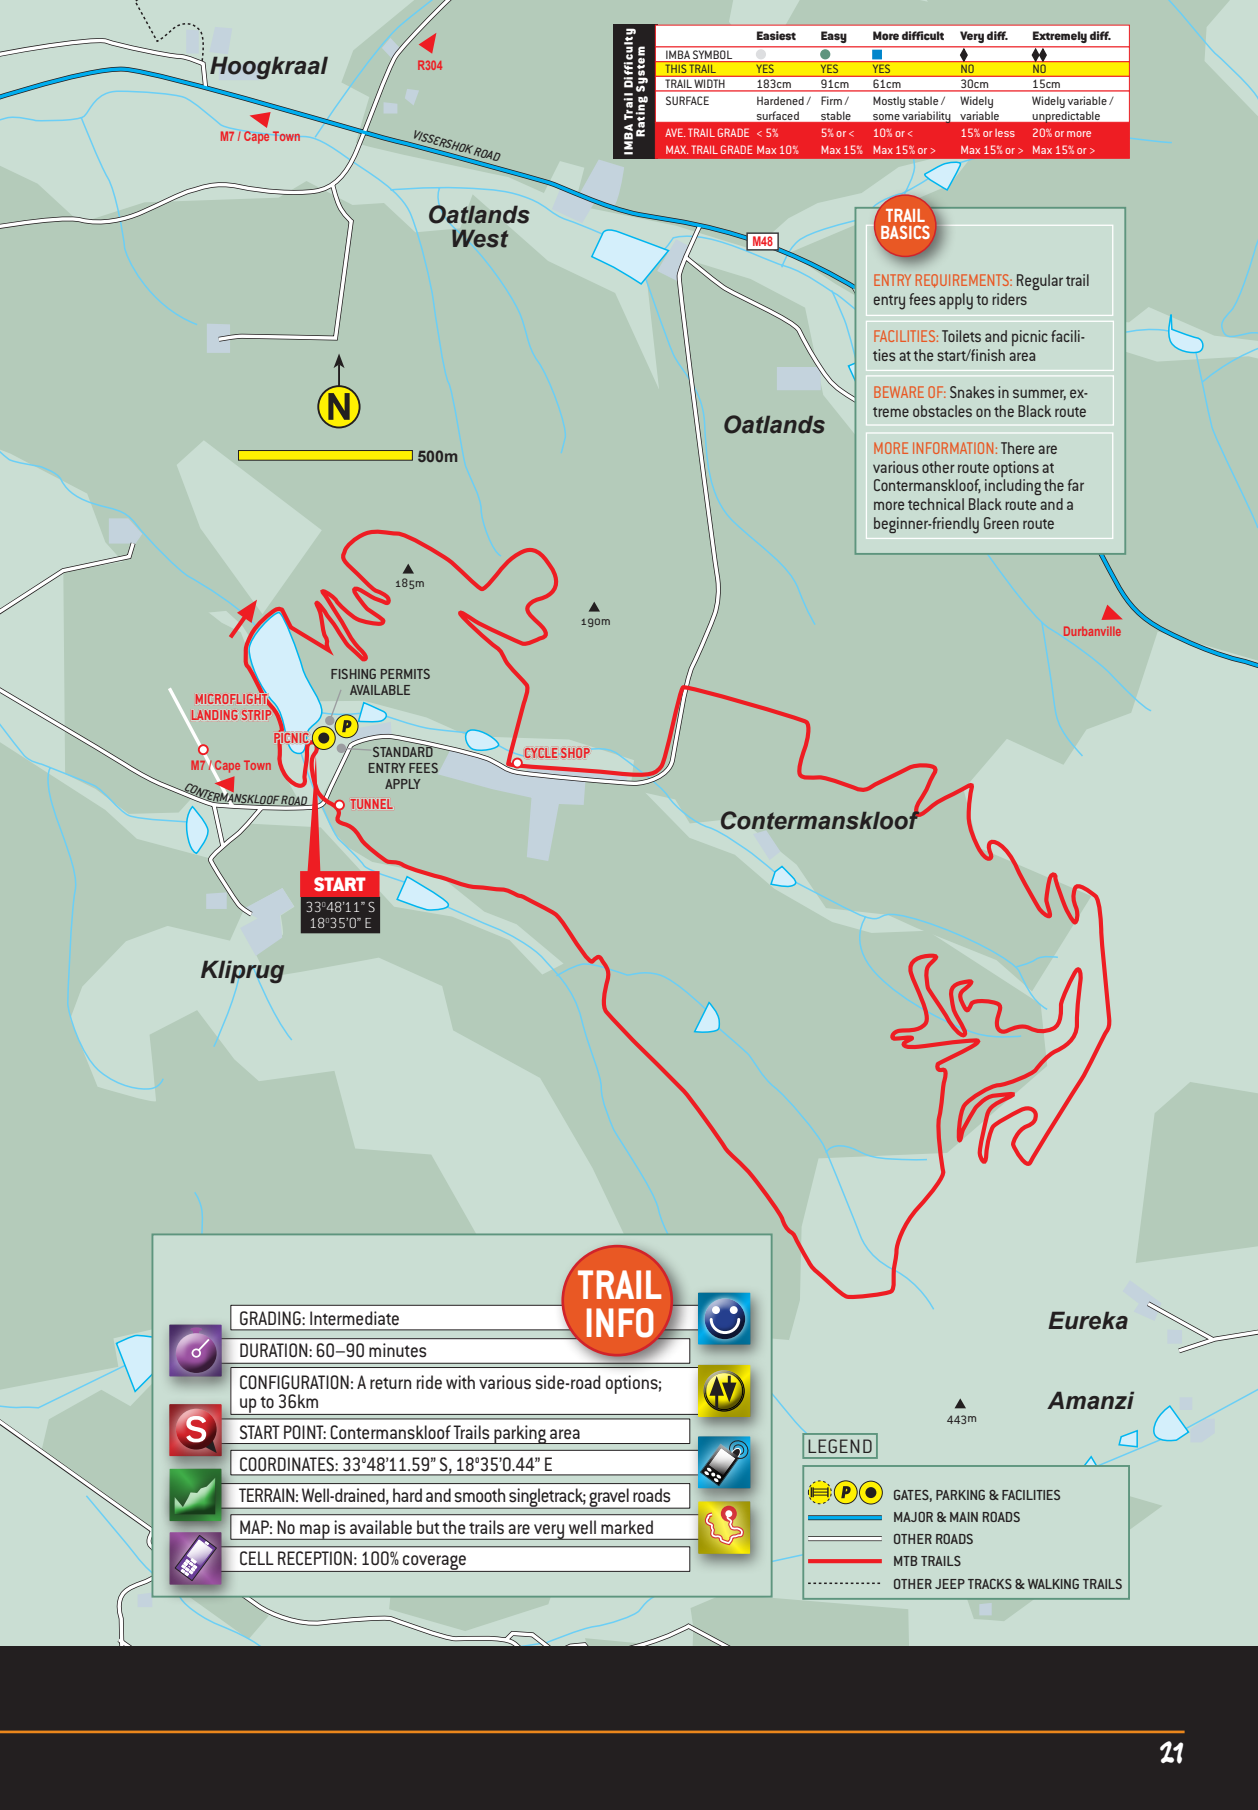 IMBA Trail Difficulty
Rating System
Easiest Easy More difficult Very diff. Extremely diff.
IMBA SYMBOL
THIS TRAIL YES YES YES NO NO
TRAIL WIDTH 183cm 91cm 61cm 30cm 15cm
SURFACE Hardened / Firm / Mostly stable / Widely Widely variable /
surfaced stable some variability variable unpredictable
AVE. TRAIL GRADE < 5% 5% or < 10% or < 15% or less 20% or more
MAX. TRAIL GRADE Max 10% Max 15% Max 15% or > Max 15% or > Max 15% or >
Hoogkraal
R304
M7 / Cape Town
VISSERSHOK ROAD
Oatlands
West
M48
TRAIL
BASICS
ENTRY REQUIREMENTS: Regular trail
entry fees apply to riders
FACILITIES: Toilets and picnic facili-
ties at the start/finish area
BEWARE OF: Snakes in summer, ex-
treme obstacles on the Black route
MORE INFORMATION: There are
various other route options at
Contermanskloof, including the far
more technical Black route and a
beginner-friendly Green route
N
500m
Oatlands
185m
190m
Durbanville
FISHING PERMITS
AVAILABLE
MICROFLIGHT
LANDING STRIP
P
PICNIC
STANDARD
ENTRY FEES
APPLY
CYCLE SHOP
M7 / Cape Town
CONTERMANSKLOOF ROAD
TUNNEL
Contermanskloof
START
33°48'11" S
18°35'0" E
Kliprug
TRAIL
INFO
GRADING: Intermediate
DURATION: 60–90 minutes
CONFIGURATION: A return ride with various side-road options;
up to 36km
S
START POINT: Contermanskloof Trails parking area
COORDINATES: 33°48'11.59" S, 18°35'0.44" E
TERRAIN: Well-drained, hard and smooth singletrack; gravel roads
MAP: No map is available but the trails are very well marked
CELL RECEPTION: 100% coverage
Eureka
Amanzi
443m
LEGEND
P
GATES, PARKING & FACILITIES
MAJOR & MAIN ROADS
OTHER ROADS
MTB TRAILS
OTHER JEEP TRACKS & WALKING TRAILS
21